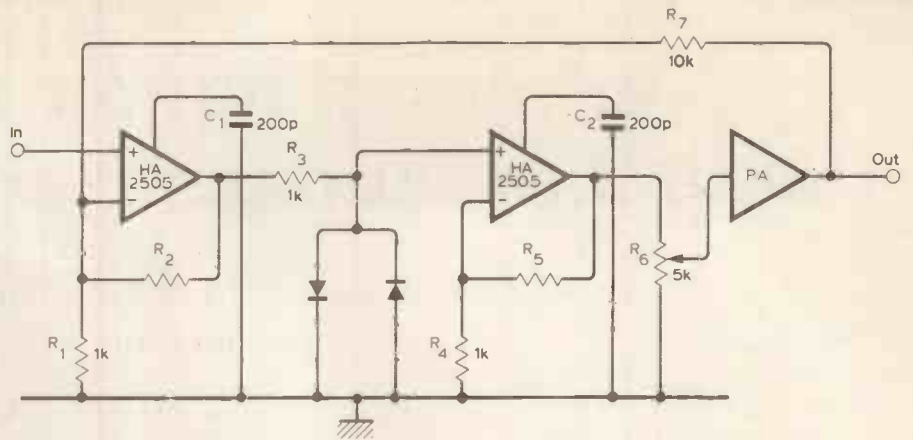 R7
10k
In
C1
200p
+
HA
2505
−
R3
1k
C2
200p
+
HA
2505
−
PA
Out
R2
R5
R6
5k
R1
1k
R4
1k